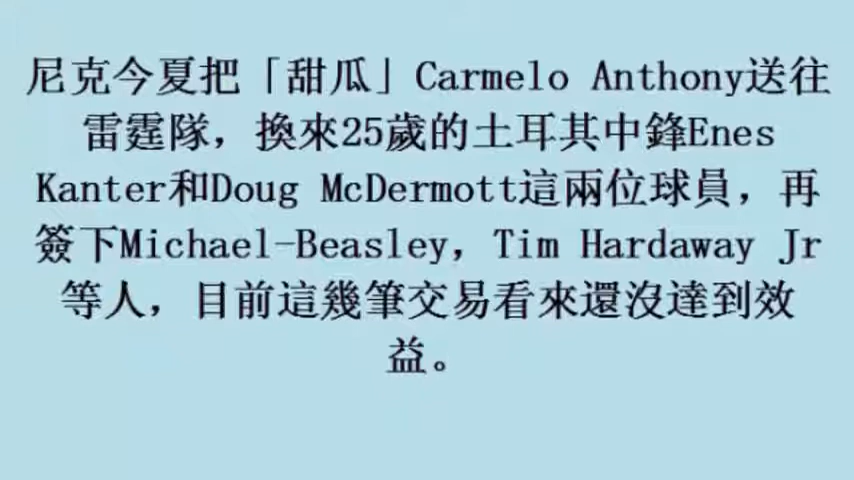 尼克今夏把「甜瓜」Carmelo Anthony送往
雷霆隊，換來25歲的土耳其中鋒Enes
Kanter和Doug McDermott這兩位球員，再
簽下Michael-Beasley，Tim Hardaway Jr
等人，目前這幾筆交易看來還沒達到效
益。